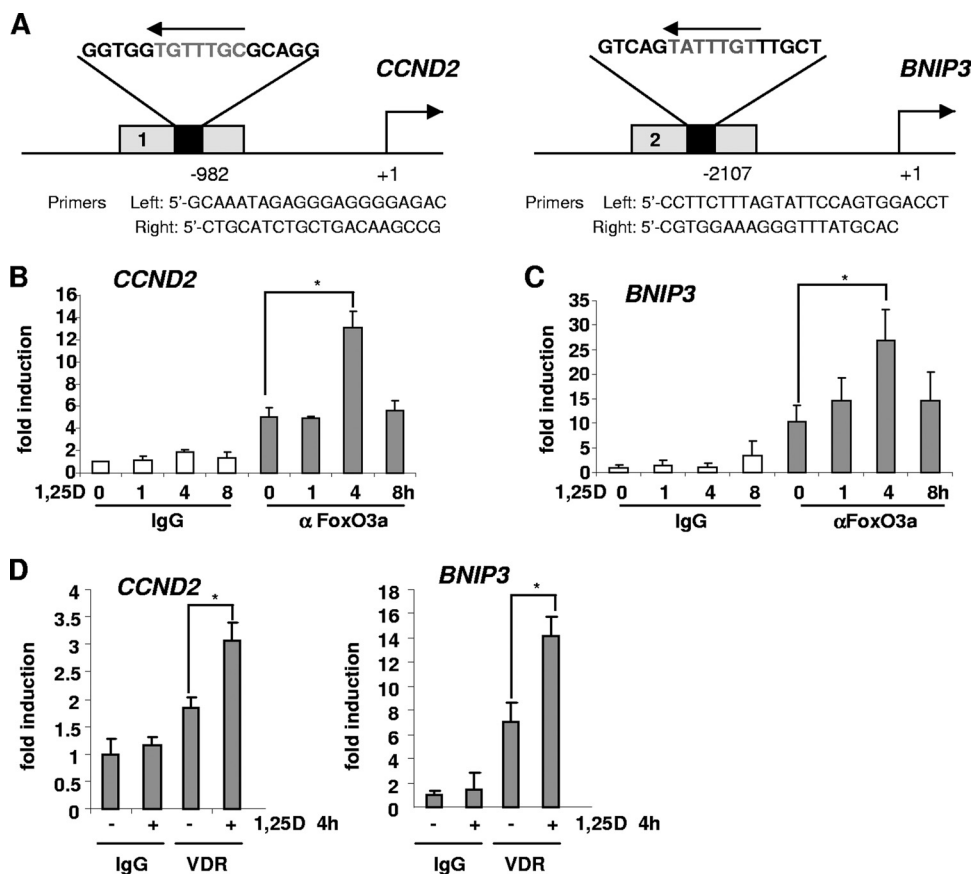 A
GGTGGTGTTTGCGCAGG
CCND2
1
-982
+1
Primers Left: 5'-GCAAATAGAGGGAGGGGAGAC
Right: 5'-CTGCATCTGCTGACAAGCCG
GTCAGTATTTGTTTGCT
BNIP3
2
-2107
+1
Primers Left: 5'-CCTTCTTTAGTATTCCAGTGGACCT
Right: 5'-CGTGGAAAGGGTTTATGCAC
B
CCND2
fold induction
16
14
12
10
8
6
4
2
0
*
1,25D 0 1 4 8 0 1 4 8h
IgG α FoxO3a
C
BNIP3
fold induction
35
30
25
20
15
10
5
0
*
1,25D 0 1 4 8 0 1 4 8h
IgG αFoxO3a
D
CCND2
fold induction
4
3.5
3
2.5
2
1.5
1
0.5
0
*
- + - + 1,25D 4h
IgG VDR
BNIP3
fold induction
18
16
14
12
10
8
6
4
2
0
*
- + - + 1,25D 4h
IgG VDR